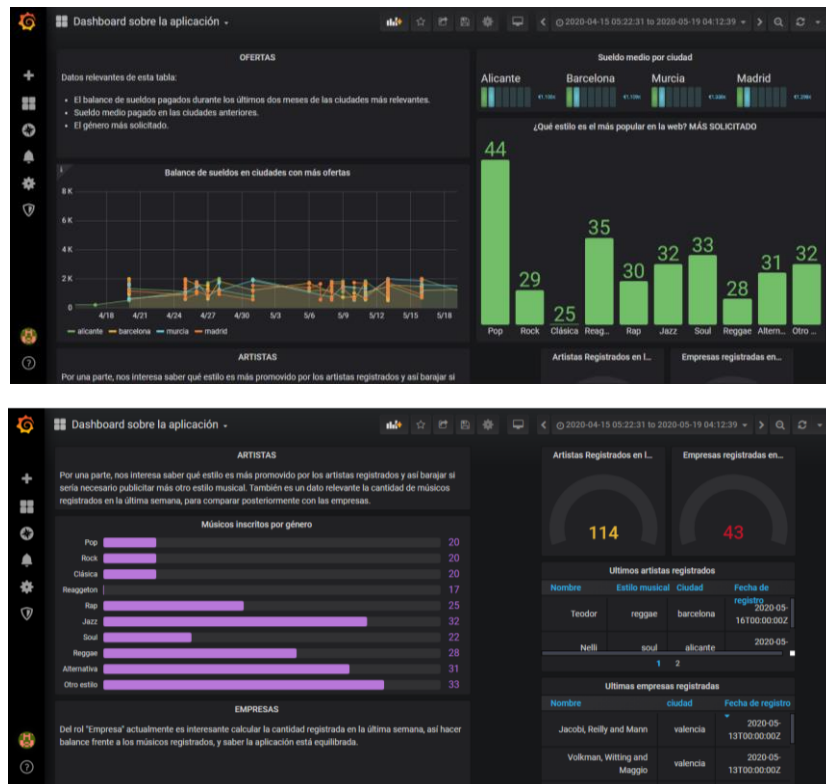 Dashboard sobre la aplicación
2020-04-15 05:22:31 to 2020-05-19 04:12:39
OFERTAS
Datos relevantes de esta tabla:
El balance de sueldos pagados durante los últimos dos meses de las ciudades más relevantes.
Sueldo medio pagado en las ciudades anteriores.
El género más solicitado.
Sueldo medio por ciudad
Alicante Barcelona Murcia Madrid
Balance de sueldos en ciudades con más ofertas
8 K
6 K
4 K
2 K
0
4/18 4/21 4/24 4/27 4/30 5/3 5/6 5/9 5/12 5/15 5/18
alicante barcelona murcia madrid
¿Qué estilo es el más popular en la web? MÁS SOLICITADO
44 29 25 35 30 32 33 28 31 32
Pop Rock Clásica Reag... Rap Jazz Soul Reggae Altern... Otro ...
ARTISTAS
Por una parte, nos interesa saber qué estilo es más promovido por los artistas registrados y así barajar si
Artistas Registrados en l...
Empresas registradas en...
Dashboard sobre la aplicación
2020-04-15 05:22:31 to 2020-05-19 04:12:39
ARTISTAS
Por una parte, nos interesa saber qué estilo es más promovido por los artistas registrados y así barajar si
sería necesario publicitar más otro estilo musical. También es un dato relevante la cantidad de músicos
registrados en la última semana, para comparar posteriormente con las empresas.
Músicos inscritos por género
Pop 20
Rock 20
Clásica 20
Reaggeton 17
Rap 25
Jazz 32
Soul 22
Reggae 28
Alternativa 31
Otro estilo 33
EMPRESAS
Del rol "Empresa" actualmente es interesante calcular la cantidad registrada en la última semana, así hacer
balance frente a los músicos registrados, y saber la aplicación está equilibrada.
Artistas Registrados en l...
114
Empresas registradas en...
43
Ultimos artistas registrados
Nombre Estilo musical Ciudad Fecha de registro
Teodor reggae barcelona 2020-05-
16T00:00:00Z
Nelli soul alicante 2020-05-
1 2
Ultimas empresas registradas
Nombre ciudad Fecha de registro
Jacobi, Reilly and Mann valencia 2020-05-
13T00:00:00Z
Volkman, Witting and
Maggio valencia 2020-05-
13T00:00:00Z